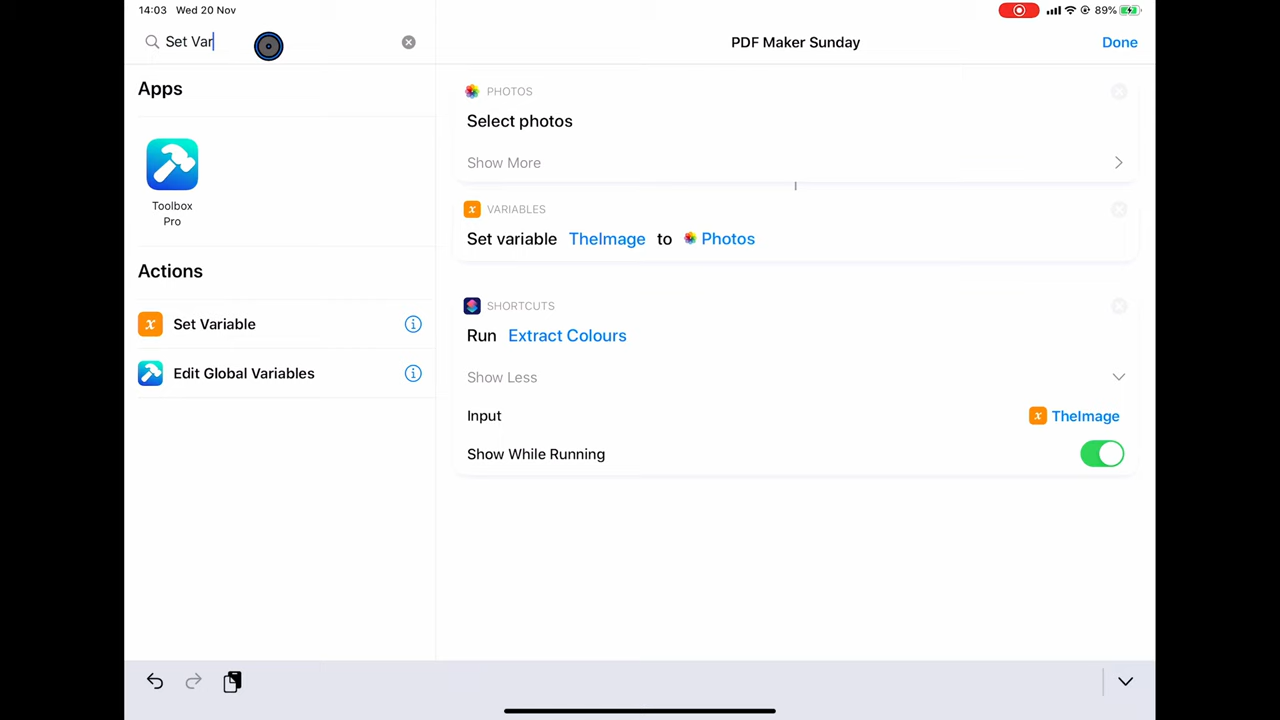 14:03 Wed 20 Nov
89%
Set Var
PDF Maker Sunday
Done
Apps
Toolbox
Pro
Actions
Set Variable
Edit Global Variables
PHOTOS
Select photos
Show More
VARIABLES
Set variable TheImage to Photos
SHORTCUTS
Run Extract Colours
Show Less
Input
TheImage
Show While Running